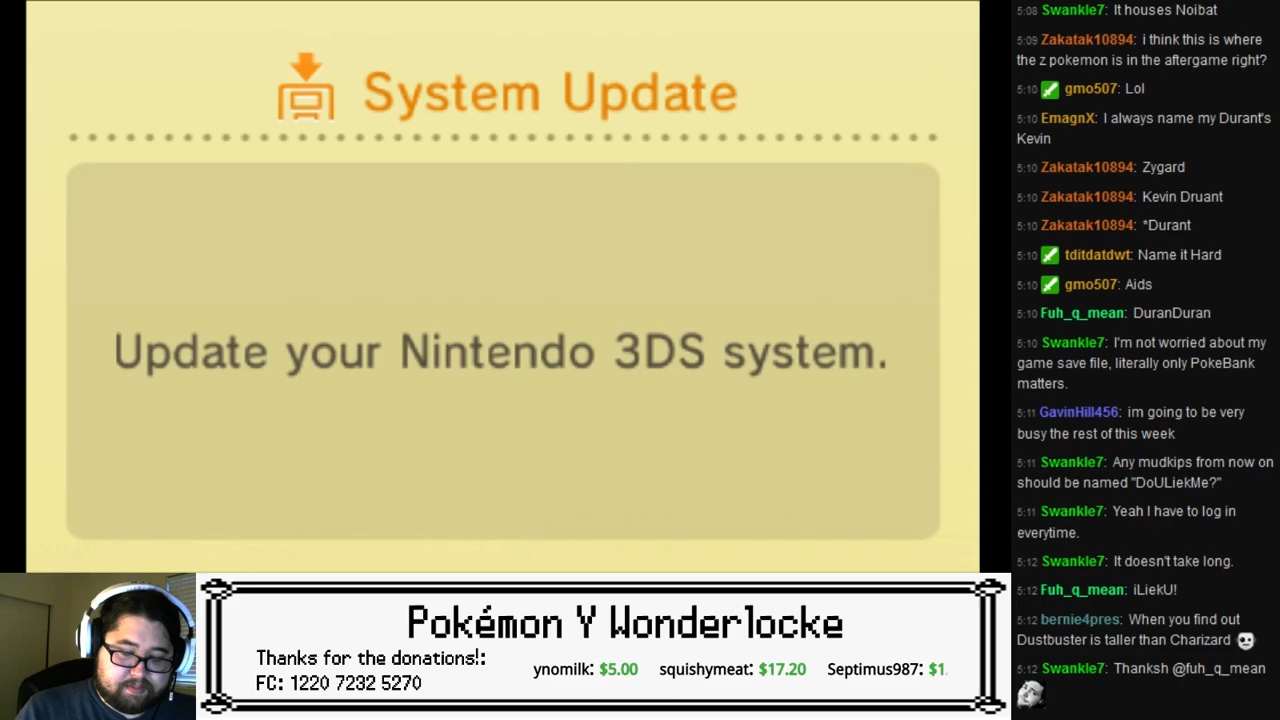 System Update
Update your Nintendo 3DS system.
Pokémon Y Wonderlocke
Thanks for the donations!:
FC: 1220 7232 5270
ynomilk: $5.00 squishymeat: $17.20 Septimus987: $1.
5:08 Swankle7: It houses Noibat
5:09 Zakatak10894: i think this is where
the z pokemon is in the aftergame right?
5:10 gmo507: Lol
5:10 EmagnX: I always name my Durant's
Kevin
5:10 Zakatak10894: Zygard
5:10 Zakatak10894: Kevin Druant
5:10 Zakatak10894: *Durant
5:10 tditdatdwt: Name it Hard
5:10 gmo507: Aids
5:10 Fuh_q_mean: DuranDuran
5:10 Swankle7: I'm not worried about my
game save file, literally only PokeBank
matters.
5:11 GavinHill456: im going to be very
busy the rest of this week
5:11 Swankle7: Any mudkips from now on
should be named "DoULiekMe?"
5:11 Swankle7: Yeah I have to log in
everytime.
5:12 Swankle7: It doesn't take long.
5:12 Fuh_q_mean: iLiekU!
5:12 bernie4pres: When you find out
Dustbuster is taller than Charizard
5:12 Swankle7: Thanksh @fuh_q_mean